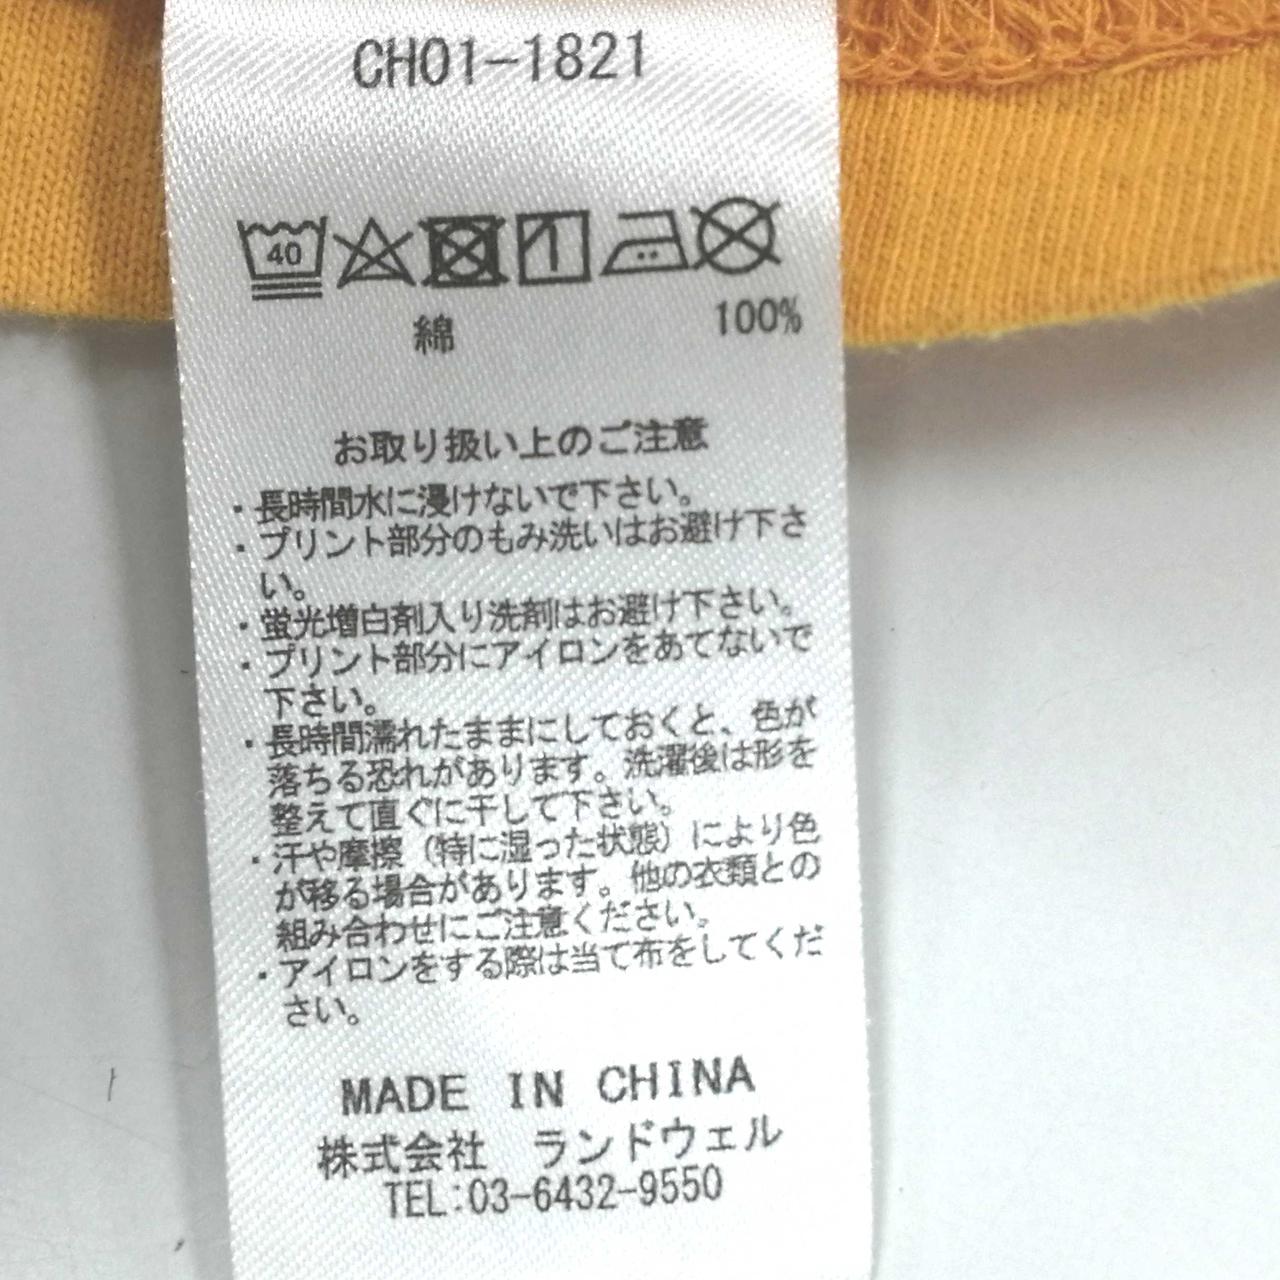 CH01-1821
40
綿 100%
お取り扱い上のご注意
・長時間水に浸けないで下さい。
・プリント部分のもみ洗いはお避け下さ
い。
・蛍光増白剤入り洗剤はお避け下さい。
・プリント部分にアイロンをあてないで
下さい。
・長時間濡れたままにしておくと、色が
落ちる恐れがあります。洗濯後は形を
整えて直ぐに干して下さい。
・汗や摩擦(特に湿った状態)により色
が移る場合があります。他の衣類との
組み合わせにご注意ください。
・アイロンをする際は当て布をしてくだ
さい。
MADE IN CHINA
株式会社 ランドウェル
TEL:03-6432-9550